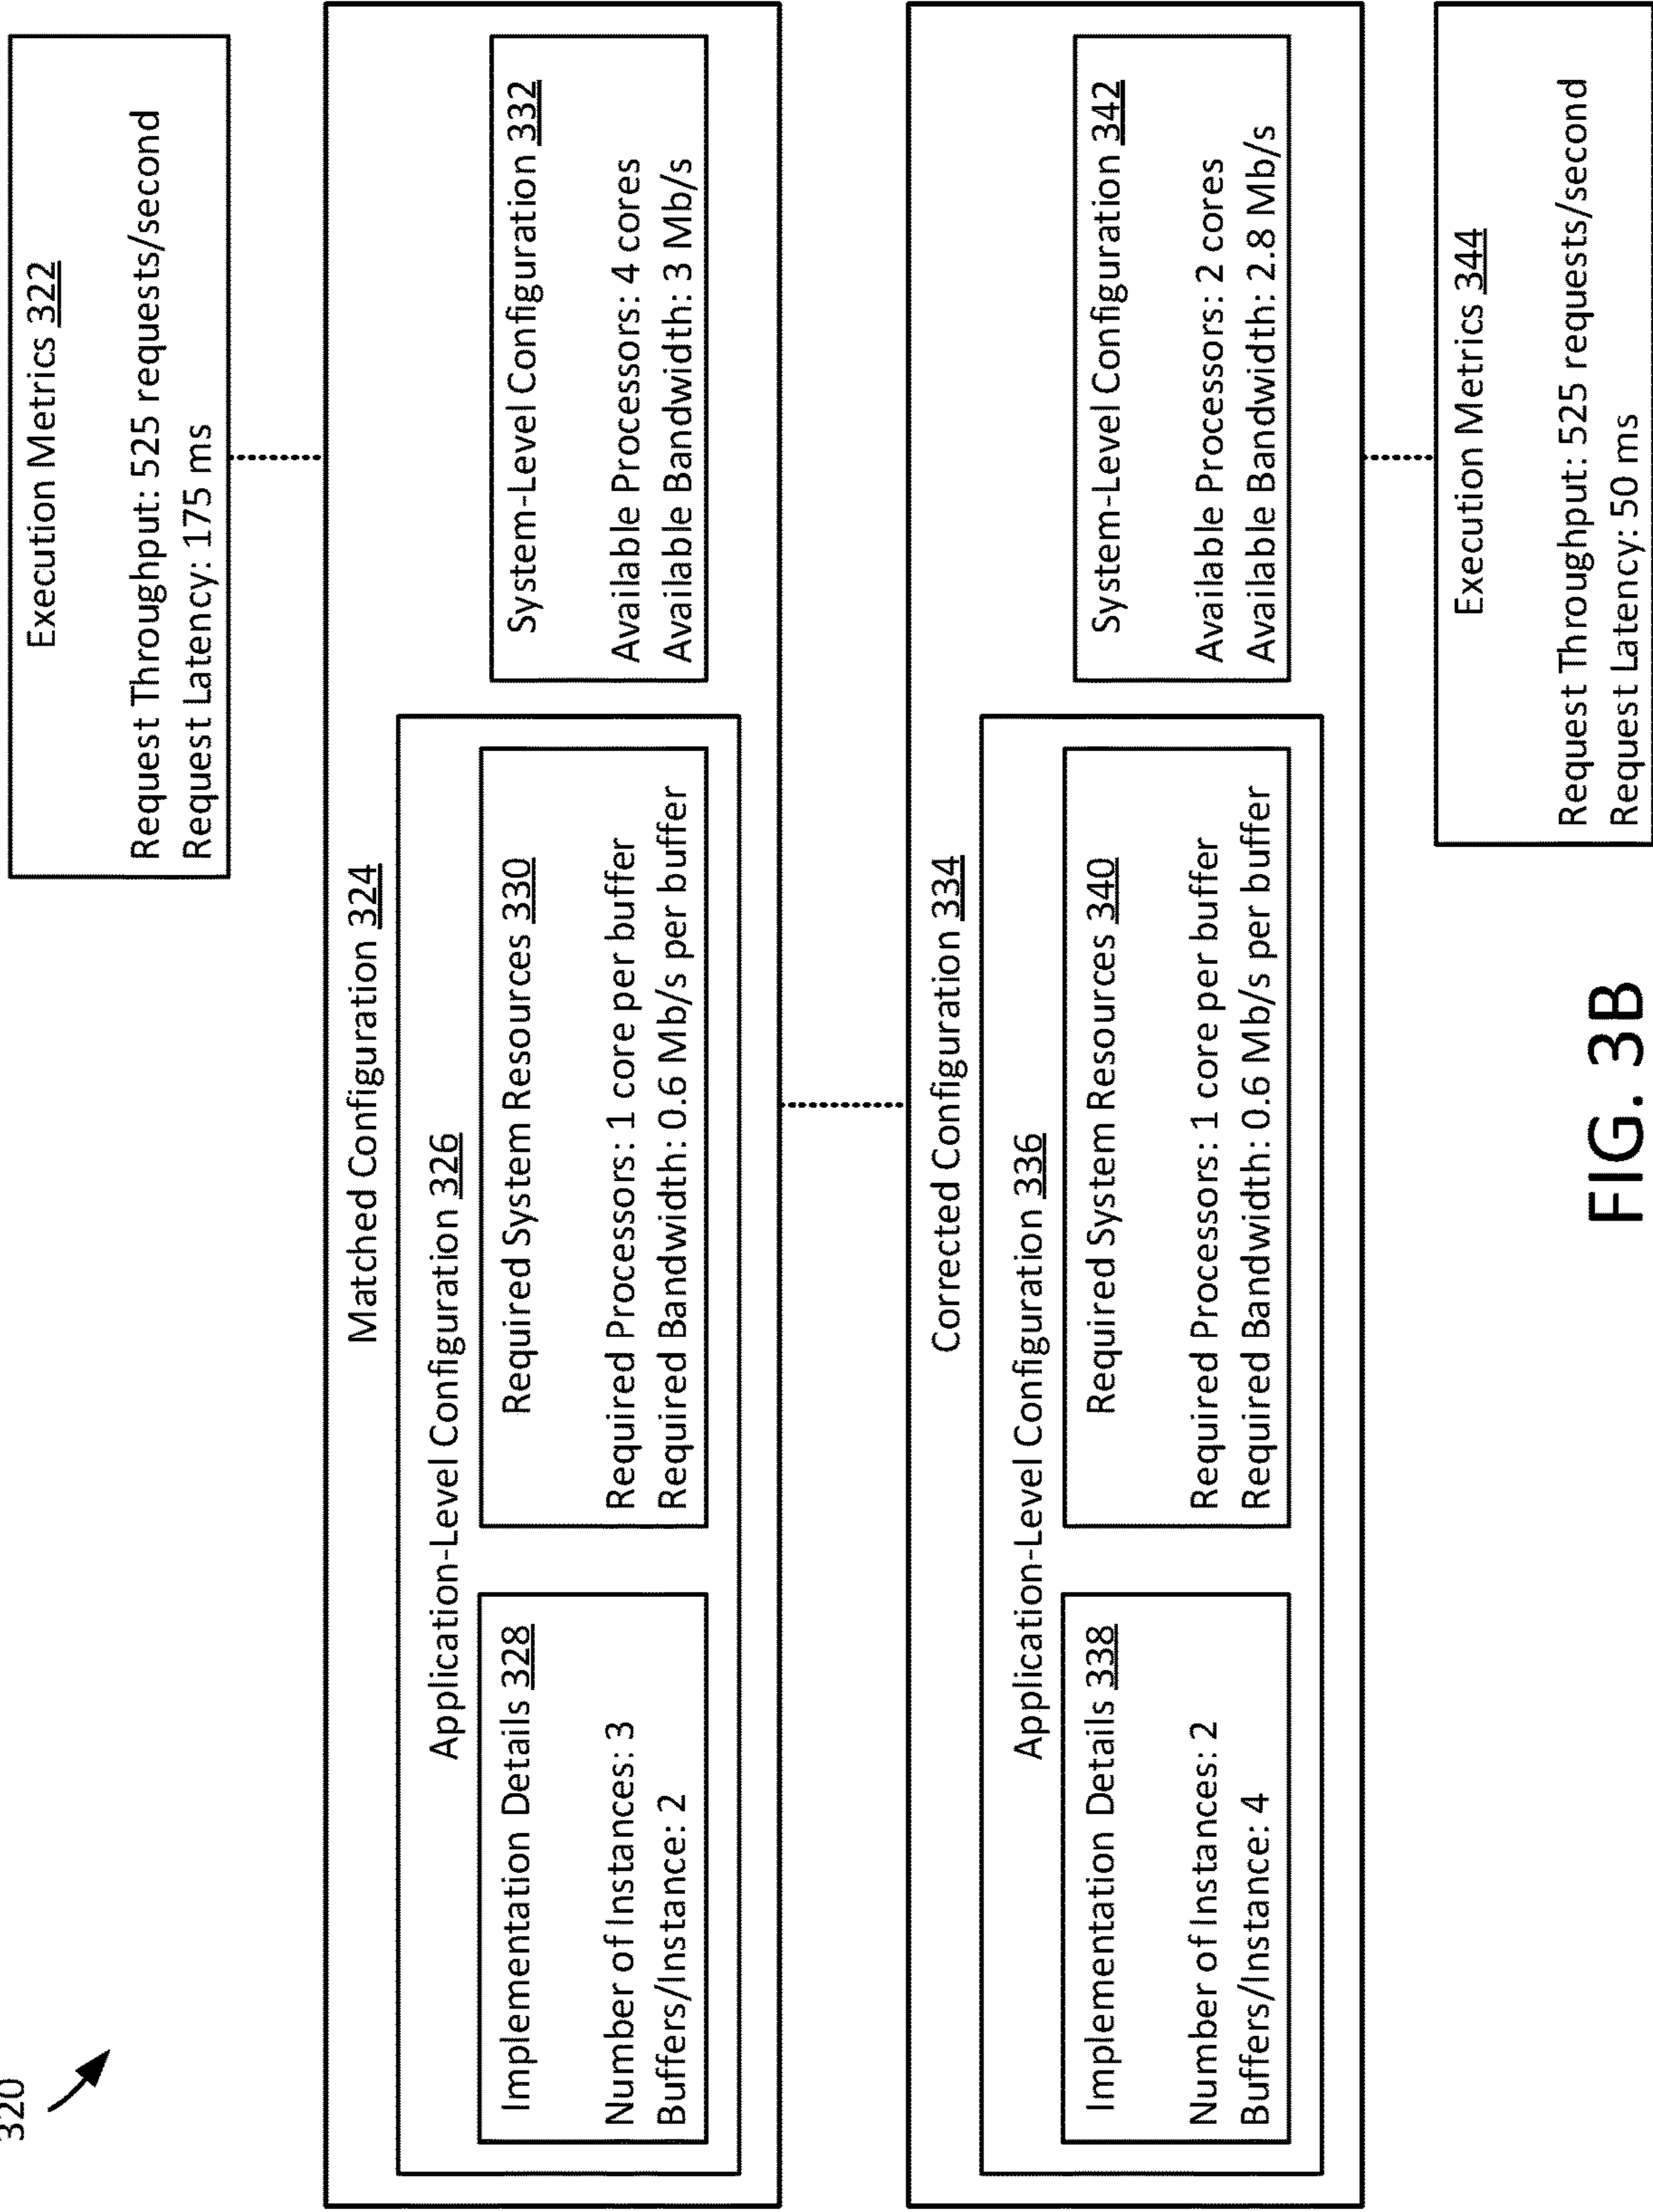 320
Execution Metrics 322
Request Throughput: 525 requests/second
Request Latency: 175 ms
Matched Configuration 324
Application-Level Configuration 326
Implementation Details 328
Number of Instances: 3
Buffers/Instance: 2
Required System Resources 330
Required Processors: 1 core per buffer
Required Bandwidth: 0.6 Mb/s per buffer
System-Level Configuration 332
Available Processors: 4 cores
Available Bandwidth: 3 Mb/s
Corrected Configuration 334
Application-Level Configuration 336
Implementation Details 338
Number of Instances: 2
Buffers/Instance: 4
Required System Resources 340
Required Processors: 1 core per buffer
Required Bandwidth: 0.6 Mb/s per buffer
System-Level Configuration 342
Available Processors: 2 cores
Available Bandwidth: 2.8 Mb/s
Execution Metrics 344
Request Throughput: 525 requests/second
Request Latency: 50 ms
FIG. 3B